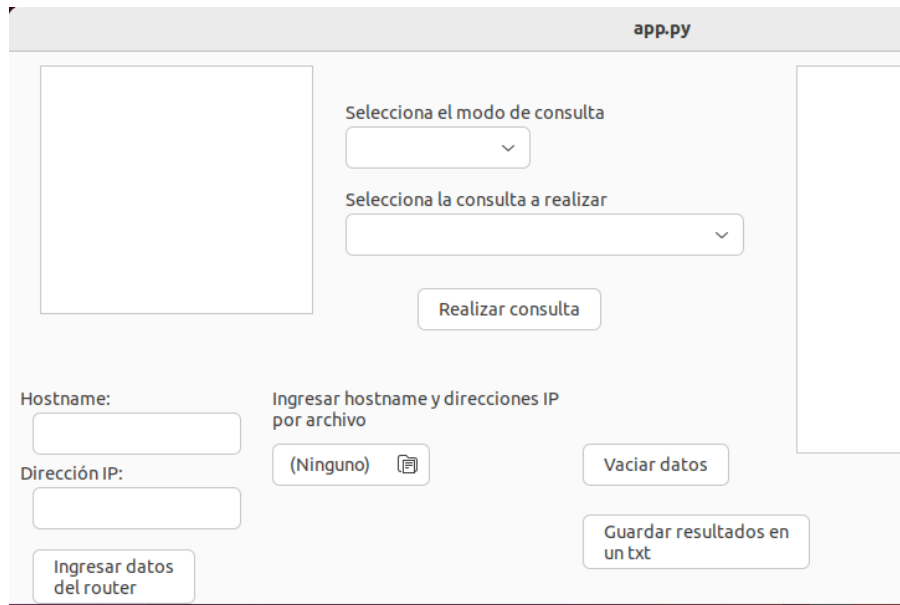 app.py
Selecciona el modo de consulta
Selecciona la consulta a realizar
Realizar consulta
Hostname:
Ingresar hostname y direcciones IP
por archivo
(Ninguno)
Vaciar datos
Dirección IP:
Guardar resultados en
un txt
Ingresar datos
del router